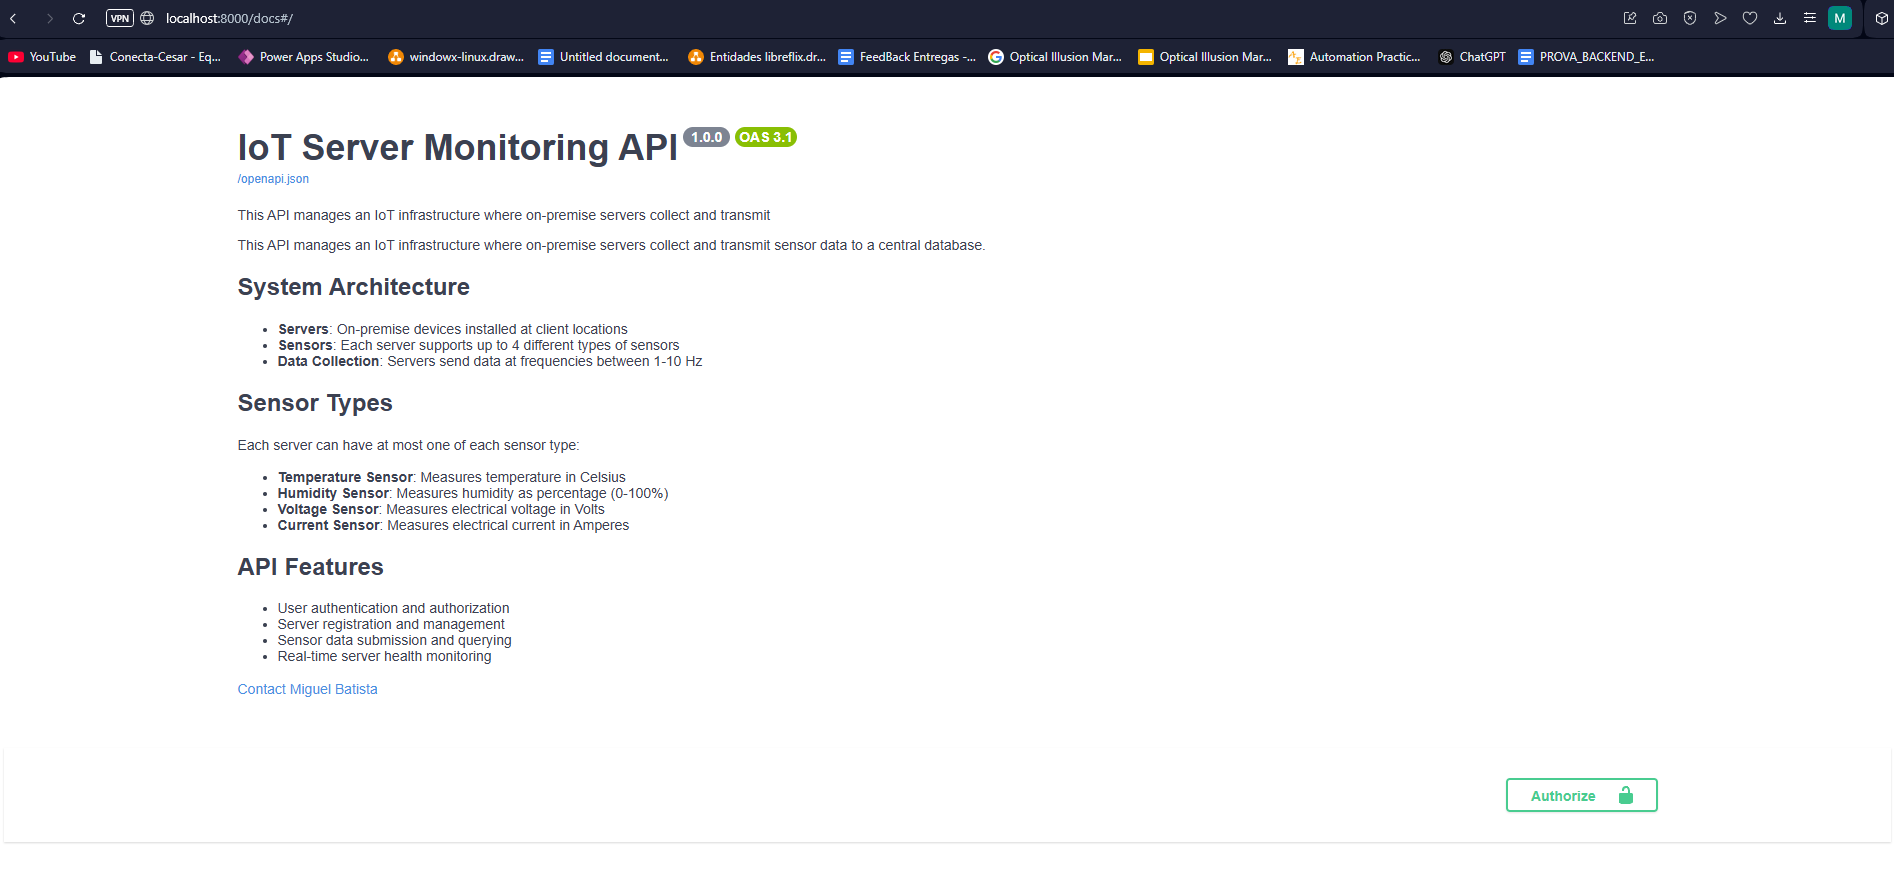 VPN localhost:8000/docs#/ M
YouTube Conecta-Cesar - Eq... Power Apps Studio... windowx-linux.draw... Untitled document... Entidades libreflix.dr... FeedBack Entregas -... Optical Illusion Mar... Optical Illusion Mar... Automation Practic... ChatGPT PROVA_BACKEND_E...
IoT Server Monitoring API 1.0.0 OAS 3.1
/openapi.json
This API manages an IoT infrastructure where on-premise servers collect and transmit
This API manages an IoT infrastructure where on-premise servers collect and transmit sensor data to a central database.
System Architecture
• Servers: On-premise devices installed at client locations
• Sensors: Each server supports up to 4 different types of sensors
• Data Collection: Servers send data at frequencies between 1-10 Hz
Sensor Types
Each server can have at most one of each sensor type:
• Temperature Sensor: Measures temperature in Celsius
• Humidity Sensor: Measures humidity as percentage (0-100%)
• Voltage Sensor: Measures electrical voltage in Volts
• Current Sensor: Measures electrical current in Amperes
API Features
• User authentication and authorization
• Server registration and management
• Sensor data submission and querying
• Real-time server health monitoring
Contact Miguel Batista
Authorize